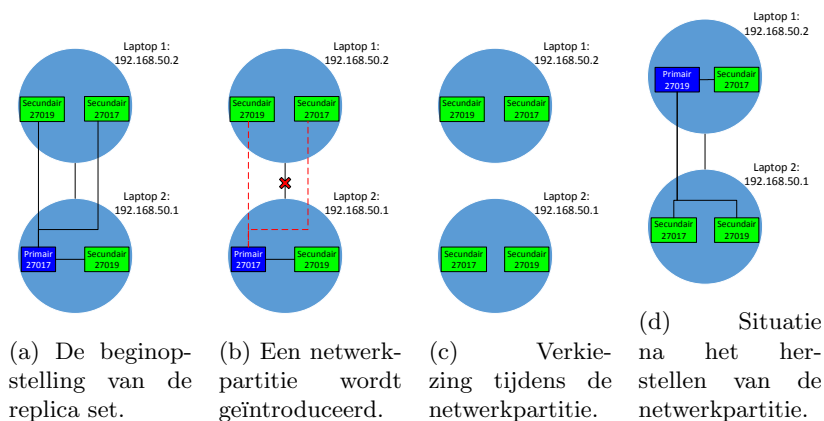 Laptop 1:
192.168.50.2
Secundair
27019
Secundair
27017
Laptop 2:
192.168.50.1
Primair
27017
Secundair
27019
(a) De beginop-
stelling van de
replica set.
Laptop 1:
192.168.50.2
Secundair
27019
Secundair
27017
Laptop 2:
192.168.50.1
Primair
27017
Secundair
27019
(b) Een netwerk-
partitie wordt
geïntroduceerd.
Laptop 1:
192.168.50.2
Secundair
27019
Secundair
27017
Laptop 2:
192.168.50.1
Secundair
27017
Secundair
27019
(c) Verkie-
zing tijdens de
netwerkpartitie.
Laptop 1:
192.168.50.2
Primair
27019
Secundair
27017
Laptop 2:
192.168.50.1
Secundair
27017
Secundair
27019
(d) Situatie
na het her-
stellen van de
netwerkpartitie.